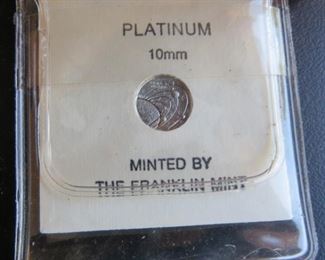 PLATINUM
10mm
MINTED BY
THE FRANKLIN MINT